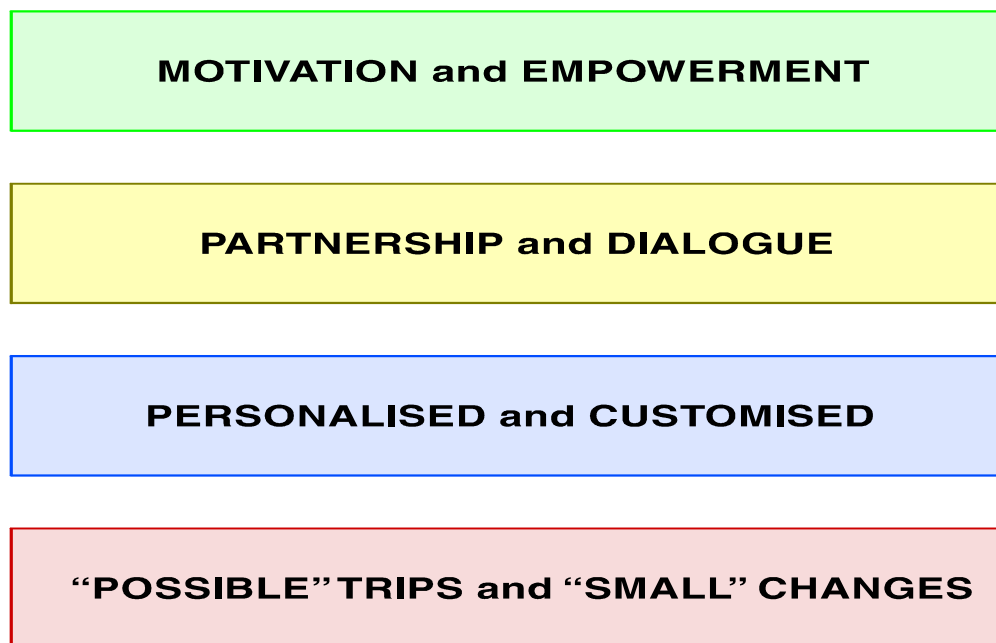 MOTIVATION and EMPOWERMENT
PARTNERSHIP and DIALOGUE
PERSONALISED and CUSTOMISED
“POSSIBLE” TRIPS and “SMALL” CHANGES